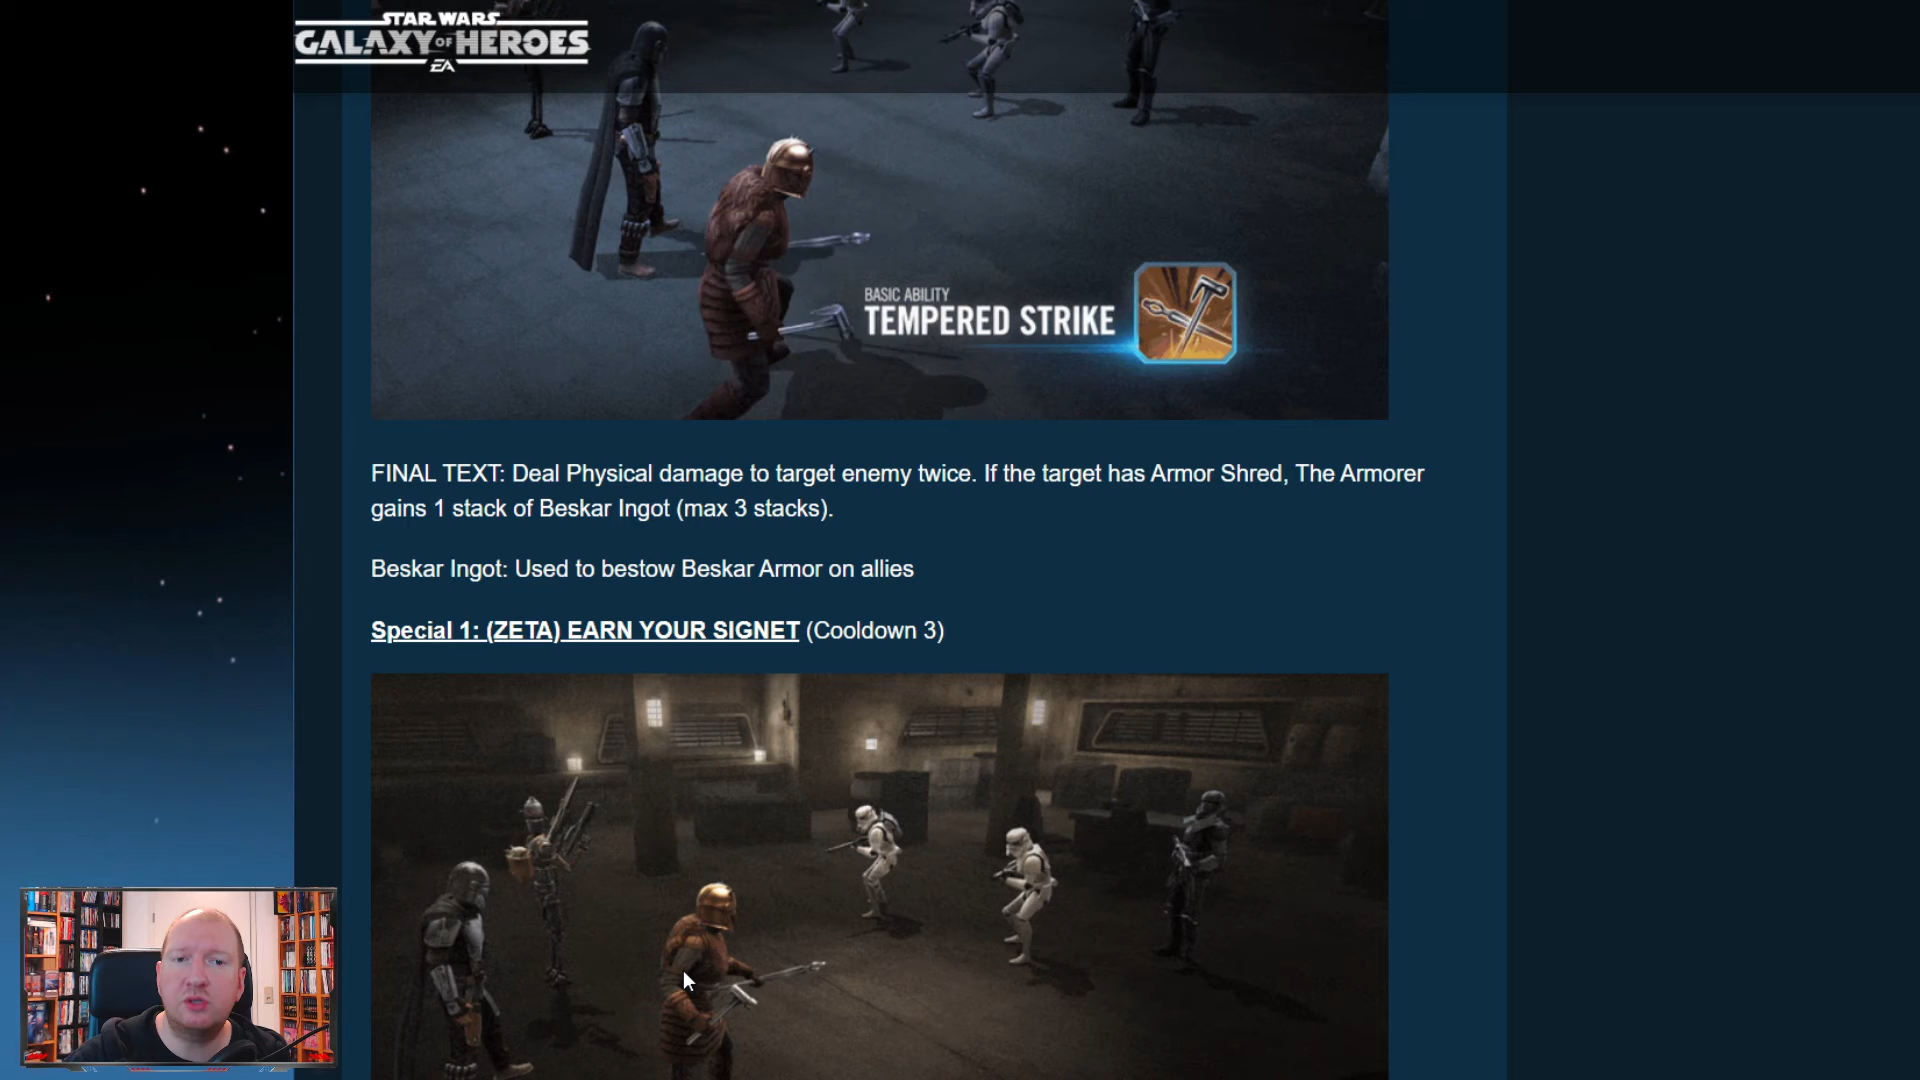 STAR WARS
GALAXY OF HEROES
EA
BASIC ABILITY
TEMPERED STRIKE
FINAL TEXT: Deal Physical damage to target enemy twice. If the target has Armor Shred, The Armorer
gains 1 stack of Beskar Ingot (max 3 stacks).
Beskar Ingot: Used to bestow Beskar Armor on allies
Special 1: (ZETA) EARN YOUR SIGNET (Cooldown 3)